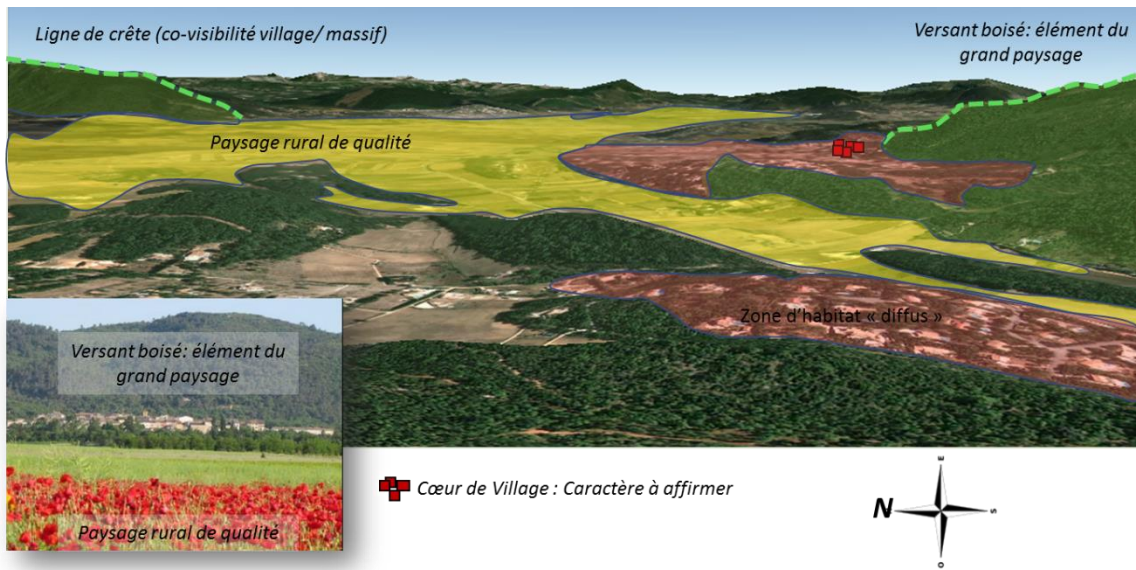 Ligne de crête (co-visibilité village/ massif)
Versant boisé: élément du
grand paysage
Paysage rural de qualité
Zone d'habitat « diffus »
Versant boisé: élément du
grand paysage
Paysage rural de qualité
Cœur de Village : Caractère à affirmer
E
N
S
O